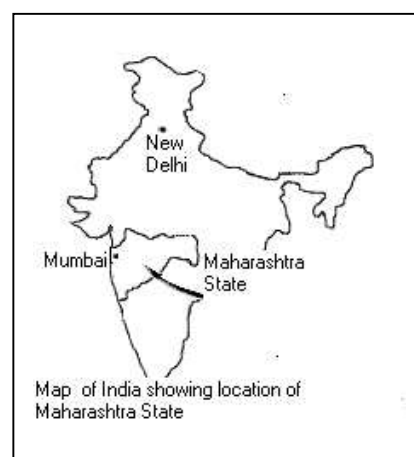 New
Delhi
Mumbai
Maharashtra
State
Map of India showing location of
Maharashtra State